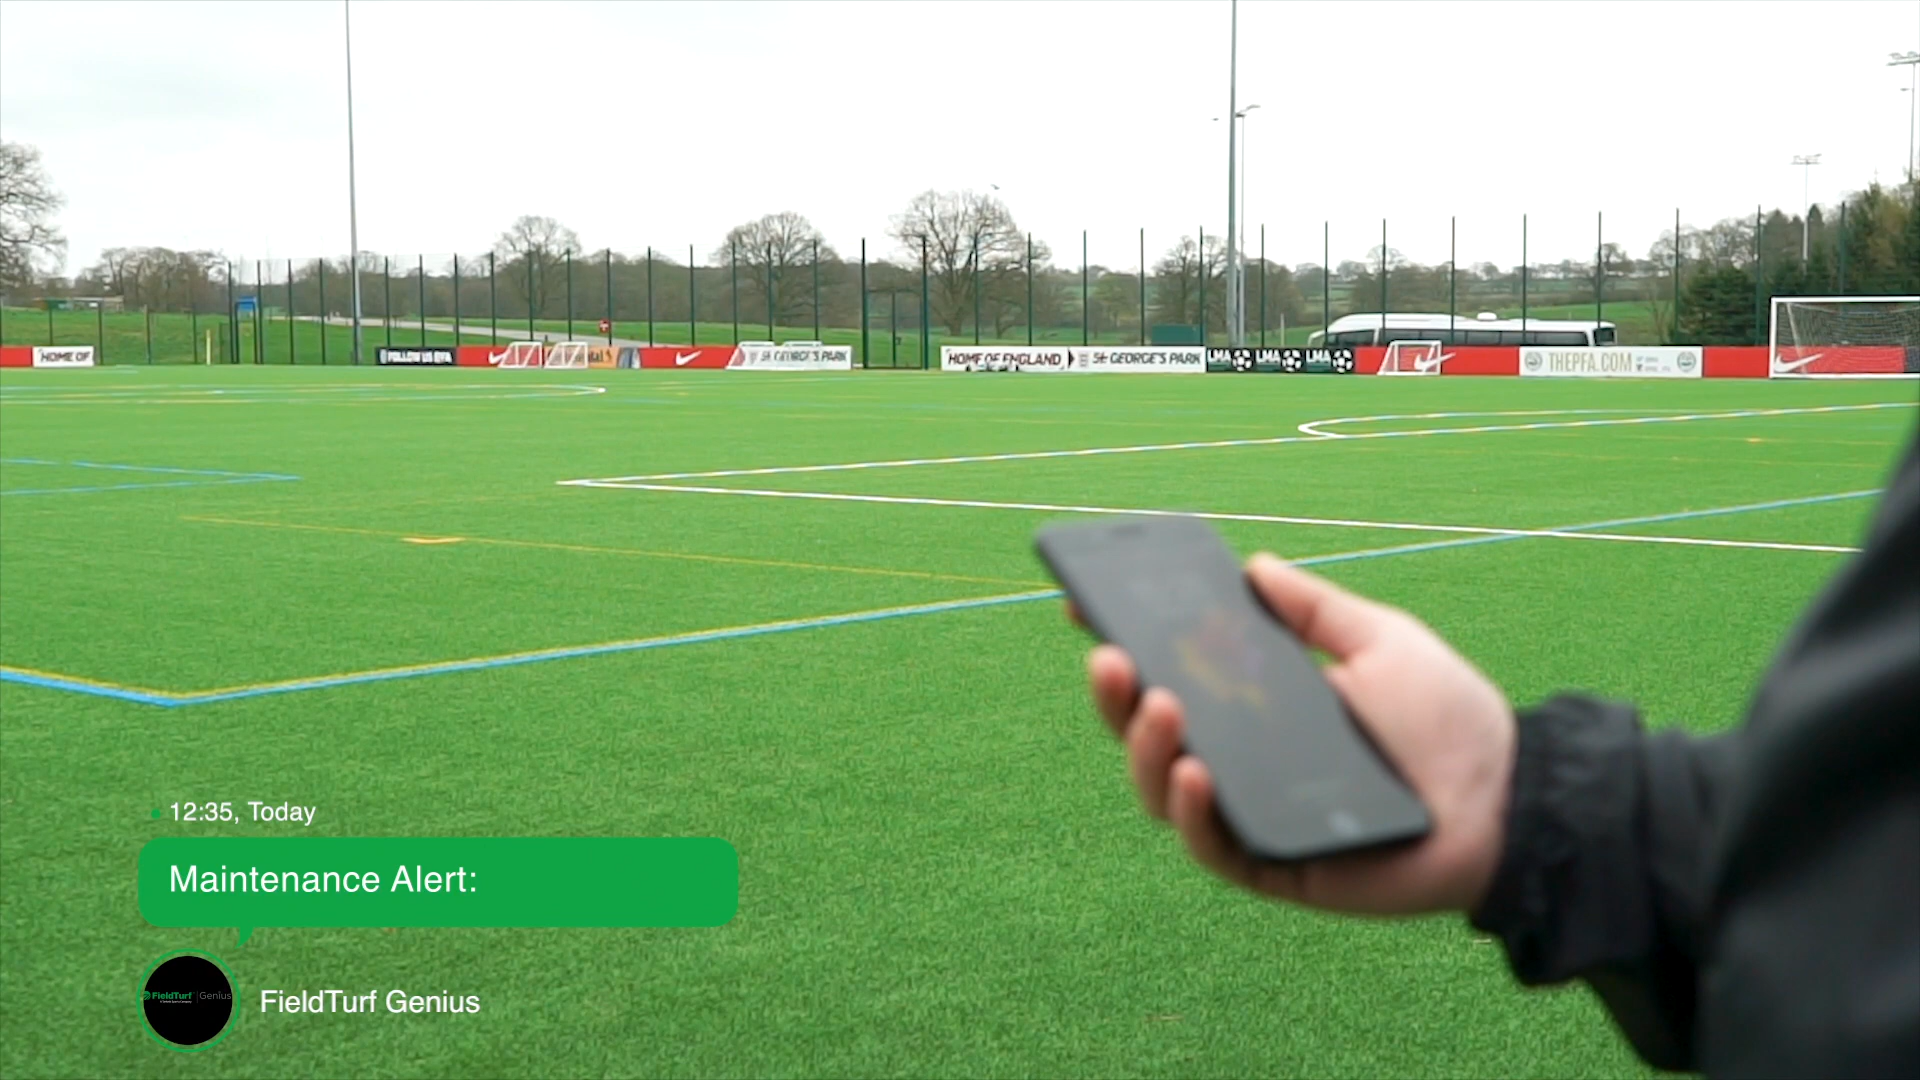 HOME OF
FOLLOW US @FA
St GEORGE'S PARK
HOME OF ENGLAND
St GEORGE'S PARK
LMA LMA LMA
THEPFA.COM
12:35, Today
Maintenance Alert:
FieldTurf Genius
FieldTurf Genius